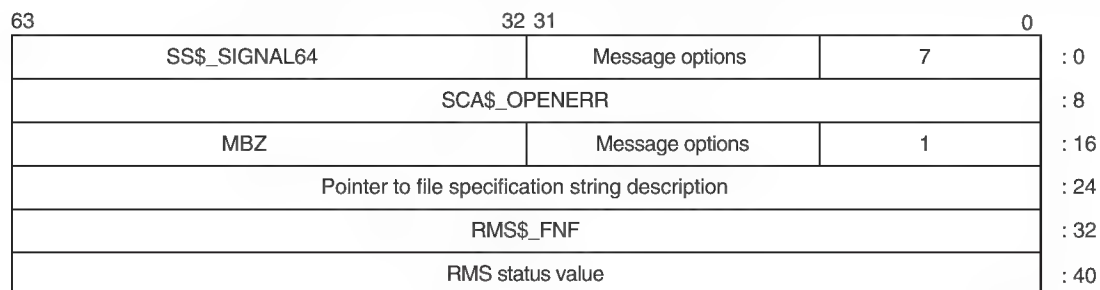 63 32 31 0
SS$_SIGNAL64 Message options 7 : 0
SCA$_OPENERR : 8
MBZ Message options 1 : 16
Pointer to file specification string description : 24
RMS$_FNF : 32
RMS status value : 40